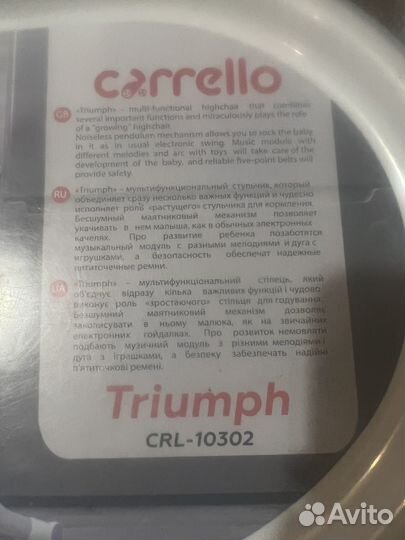 carrello
GB «Triumph» – multi-functional highchair that combines
several important functions and miraculously plays the role
of a "growing" highchair.
Noiseless pendulum mechanism allows you to rock the baby
in it as in usual electronic swing. Music module with
different melodies and arc with toys will take care of the
development of the baby, and reliable five-point belts will
provide safety.
RU «Triumph» – мультифункциональный стульчик, который
объединяет сразу несколько важных функций и чудесно
исполняет роль «растущего» стульчика для кормления.
Бесшумный маятниковый механизм позволяет
укачивать в нем малыша, как в обычных электронных
качелях. Про развитие ребенка позаботятся
музыкальный модуль с разными мелодиями и дуга с
игрушками, а безопасность обеспечат надежные
пятиточечные ремни.
UA «Triumph» – мультифункціональний стілець, який
об'єднує відразу кілька важливих функцій і чудово
виконує роль «зростаючого» стільця для годування.
Безшумний маятниковий механізм дозволяє
заколисувати в ньому малюка, як на звичайних
електронних гойдалках. Про розвиток немовляти
подбають музичний модуль з різними мелодіями і
дуга з іграшками, а безпеку забезпечать надійні
п'ятиточкові ремені.
Triumph
CRL-10302
Avito